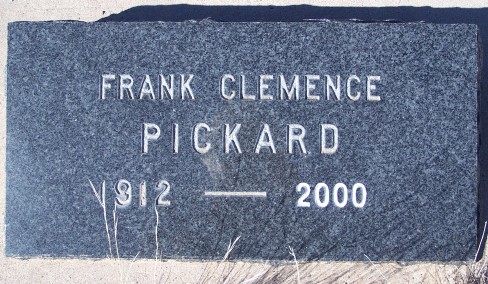 FRANK CLEMENCE
PICKARD
1912 — 2000